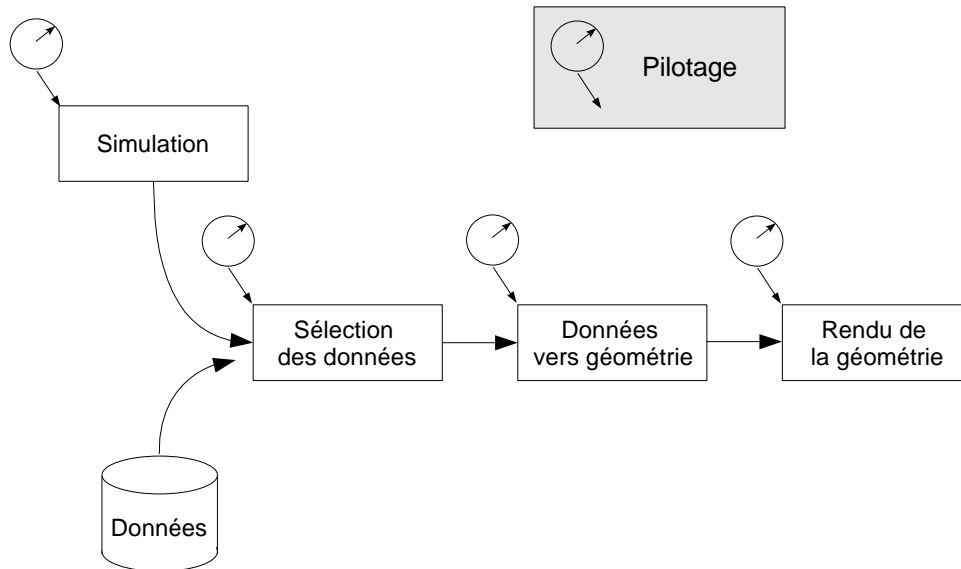 Pilotage
Simulation
Sélection
des données
Données
vers géométrie
Rendu de
la géométrie
Données